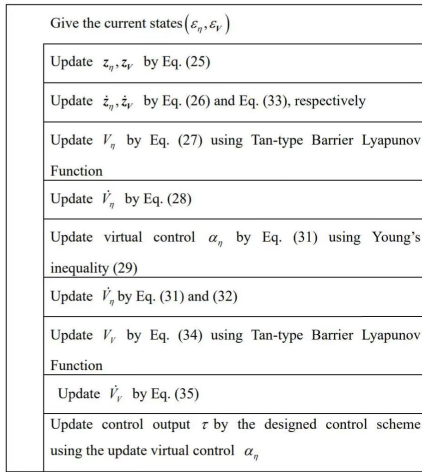 Give the current states (ε_η, ε_V)
Update z_η, z_V by Eq. (25)
Update ż_η, ż_V by Eq. (26) and Eq. (33), respectively
Update V_η by Eq. (27) using Tan-type Barrier Lyapunov
Function
Update V̇_η by Eq. (28)
Update virtual control α_η by Eq. (31) using Young's
inequality (29)
Update V̇_η by Eq. (31) and (32)
Update V_V by Eq. (34) using Tan-type Barrier Lyapunov
Function
Update V̇_V by Eq. (35)
Update control output τ by the designed control scheme
using the update virtual control α_η